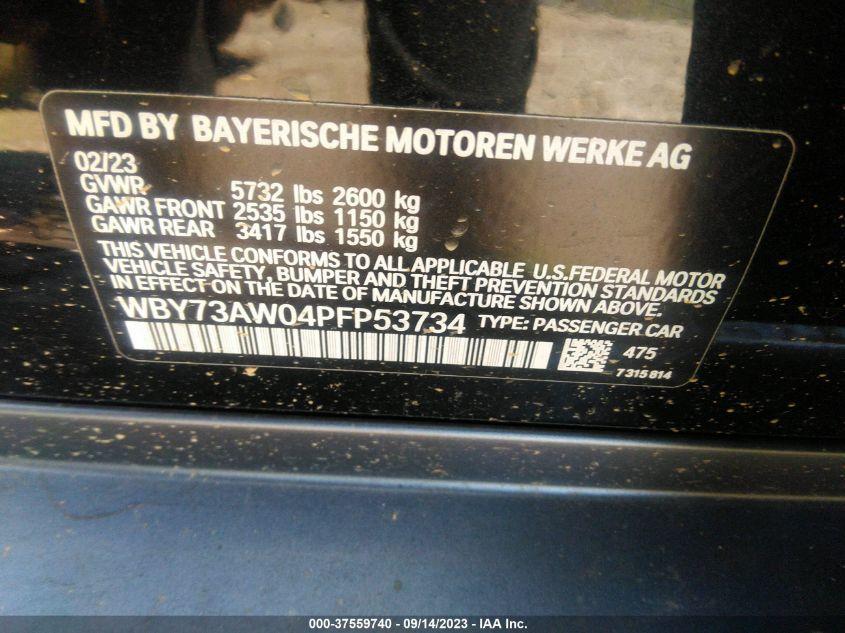 MFD BY BAYERISCHE MOTOREN WERKE AG
02/23
GVWR 5732 lbs 2600 kg
GAWR FRONT 2535 lbs 1150 kg
GAWR REAR 3417 lbs 1550 kg
THIS VEHICLE CONFORMS TO ALL APPLICABLE U.S.FEDERAL MOTOR
VEHICLE SAFETY, BUMPER AND THEFT PREVENTION STANDARDS
IN EFFECT ON THE DATE OF MANUFACTURE SHOWN ABOVE.
WBY73AW04PFP53734 TYPE: PASSENGER CAR
475
7315814
000-37559740 - 09/14/2023 - IAA Inc.